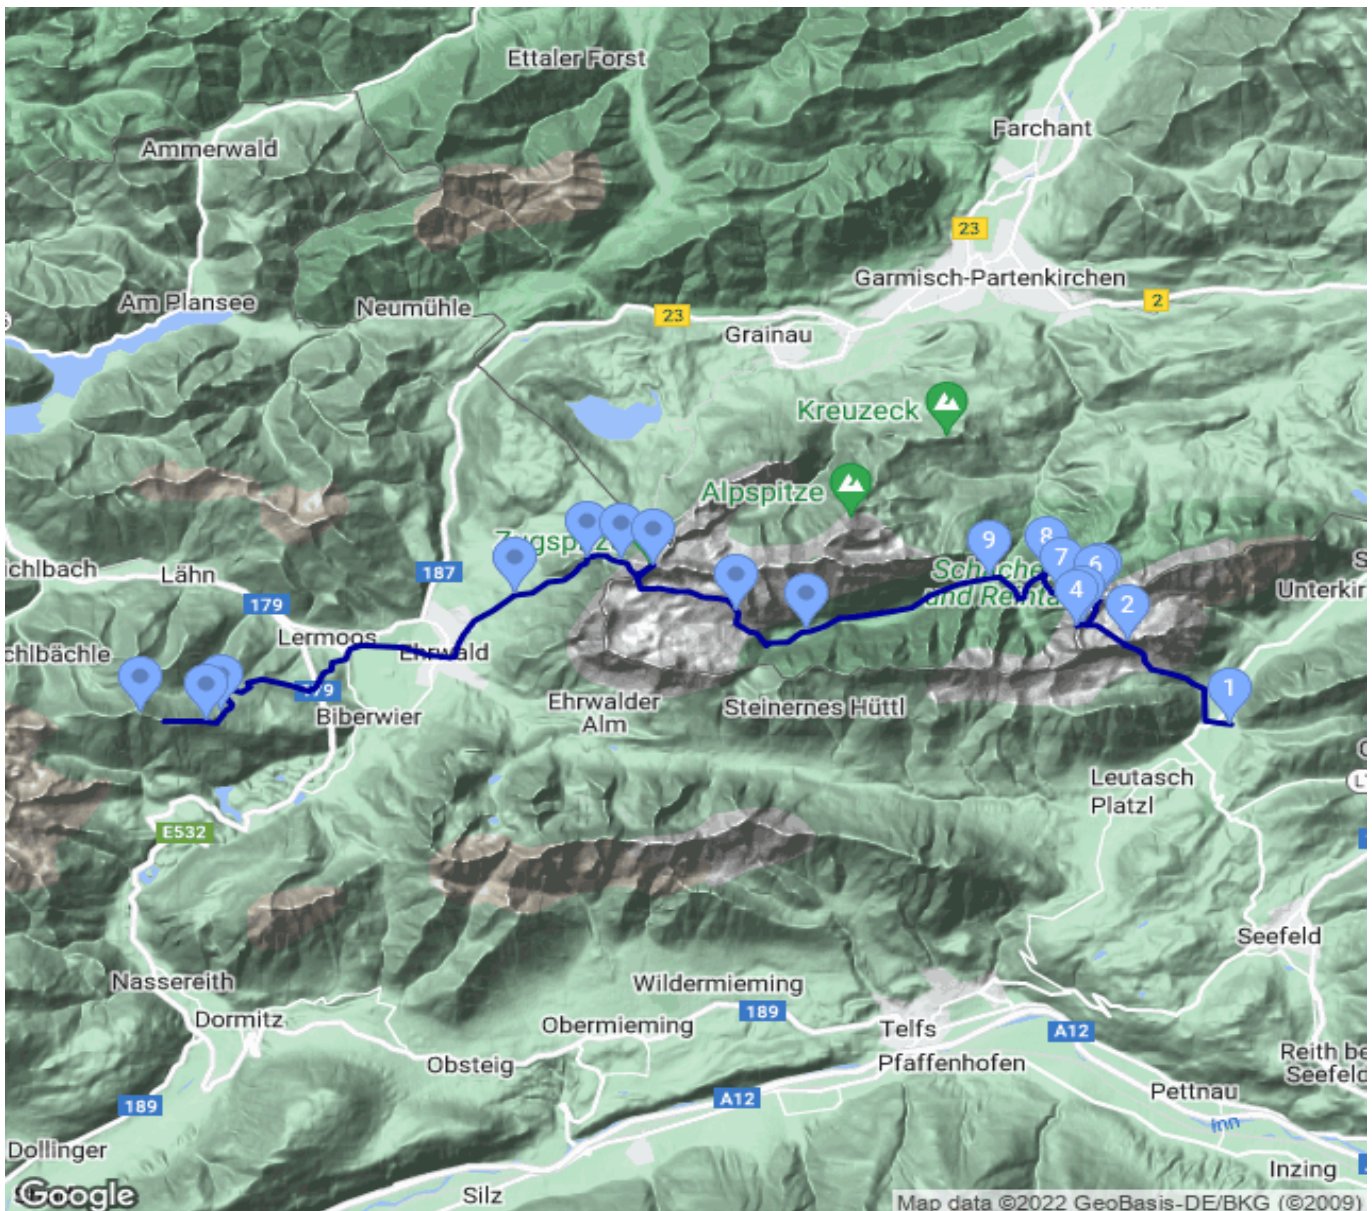 Ettaler Forst
Farchant
Ammerwald
23
Garmisch-Partenkirchen
Am Plansee
Neumühle
23
2
Grainau
Kreuzeck
Alpspitze
8
9
7
6
4
2
1
187
Lähn
179
Lermoos
Ehrwald
179
Biberwier
Ehrwalder
Alm
Steinernes Hüttl
Leutasch
Platzl
E532
Seefeld
Nassereith
Wildermieming
Dormitz
189
Obermieming
Telfs
A12
Obsteig
Pfaffenhofen
Reith be
Seefeld
Pettnau
A12
189
Inn
Dollinger
Inzing
Silz
Google
Map data ©2022 GeoBasis-DE/BKG (©2009)